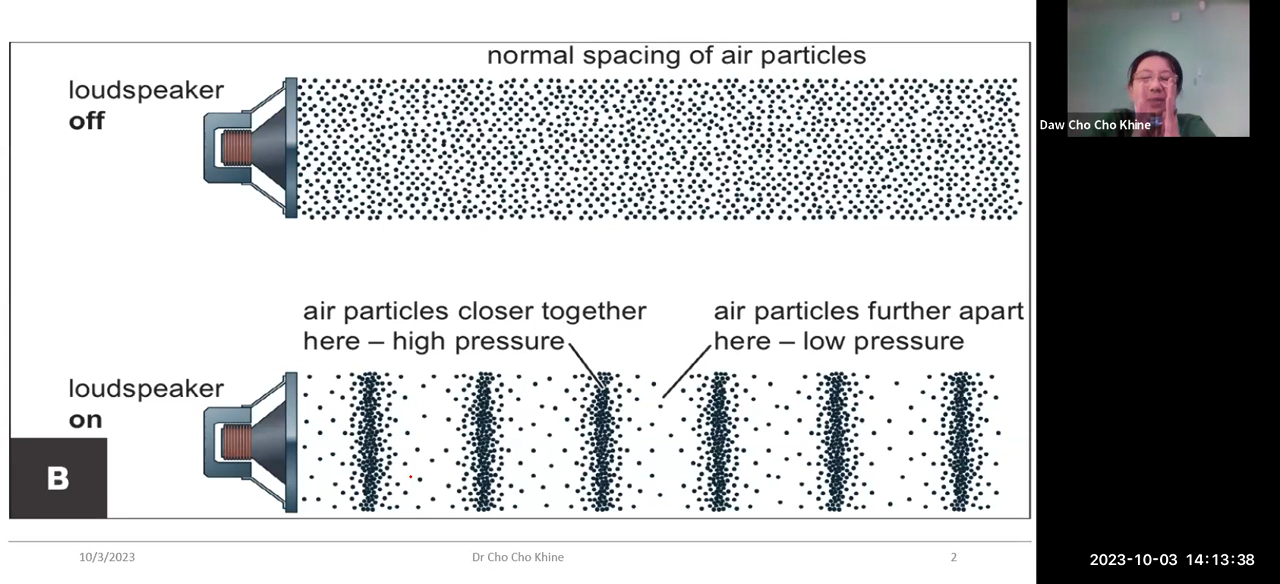 normal spacing of air particles
loudspeaker
off
air particles closer together
here – high pressure
air particles further apart
here – low pressure
loudspeaker
on
B
10/3/2023
Dr Cho Cho Khine
2
Daw Cho Cho Khine
2023-10-03 14:13:38